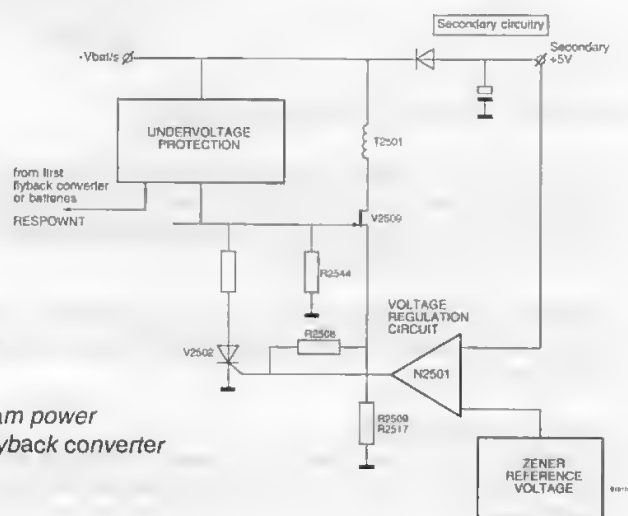 Secondary circuitry
-Vbat/s
Secondary
+5V
UNDERVOLTAGE
PROTECTION
T2501
from first
flyback converter
or batteries
RESPOWNT
V2509
R2544
VOLTAGE
REGULATION
CIRCUIT
R2508
V2502
N2501
am power
yback converter
R2509
R2517
ZENER
REFERENCE
VOLTAGE